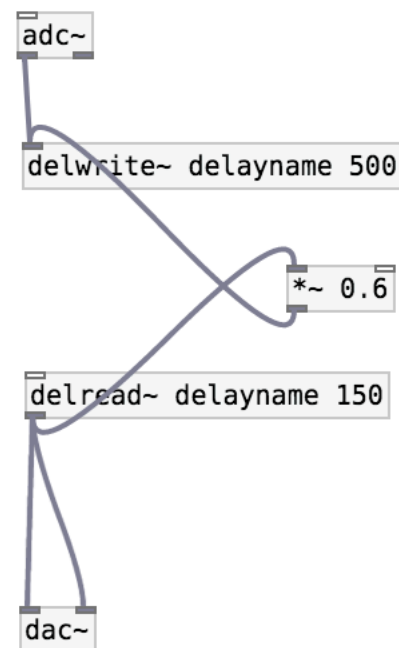 adc~
delwrite~ delayname 500
*~ 0.6
delread~ delayname 150
dac~